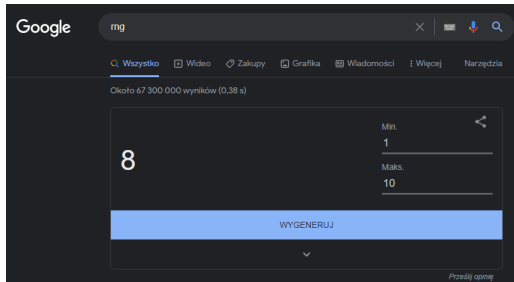 Google
rng
Wszystko Wideo Zakupy Grafika Wiadomości Więcej Narzędzia
Około 67 300 000 wyników (0,38 s)
Min.
1
8
Maks.
10
WYGENERUJ
Prześlij opinię